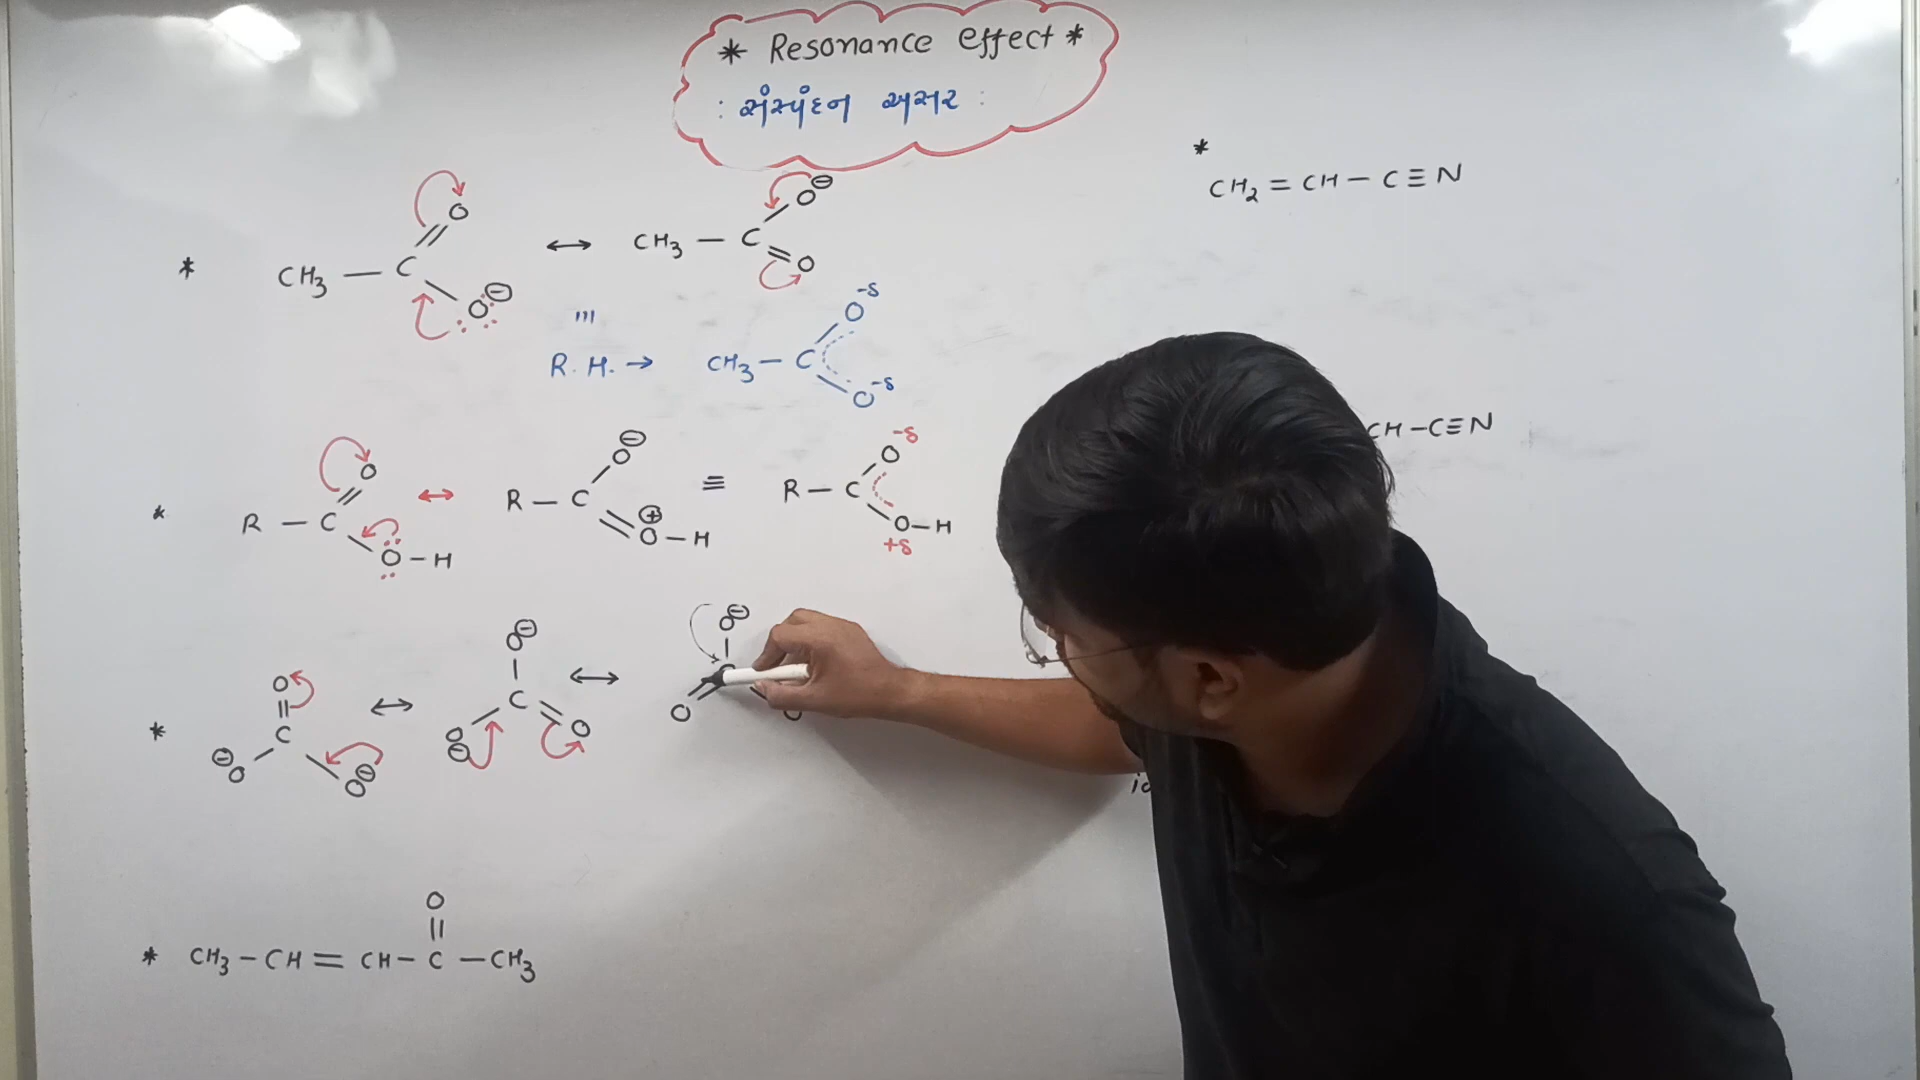 * Resonance effect *
: સંસ્પંદન અસર :
*
CH₂ = CH – C ≡ N
* CH₃ – C O O⊖ ↔ CH₃ – C O⊖ O
'''
R.H. → CH₃ – C O⁻ᵟ O⁻ᵟ
CH – C ≡ N
* R – C O O – H ↔ R – C O⊖ O⊕ – H ≡ R – C O -δ O – H +δ
* O C ⊖O O⊖ ↔ O⊖ C O⊖ O ↔ O⊖ O
* CH₃ – CH = CH – C – CH₃
O